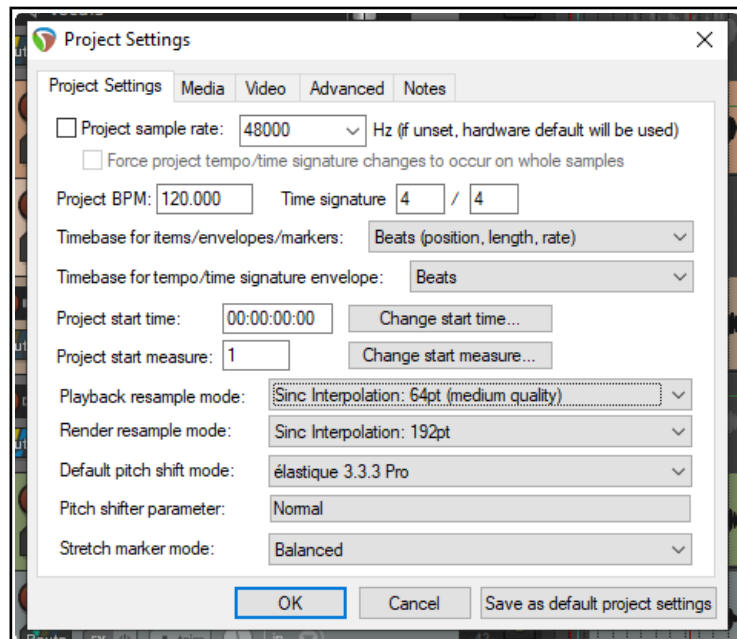 Project Settings
Project Settings Media Video Advanced Notes
Project sample rate: 48000 Hz (if unset, hardware default will be used)
Force project tempo/time signature changes to occur on whole samples
Project BPM: 120.000 Time signature 4 / 4
Timebase for items/envelopes/markers: Beats (position, length, rate)
Timebase for tempo/time signature envelope: Beats
Project start time: 00:00:00:00 Change start time...
Project start measure: 1 Change start measure...
Playback resample mode: Sinc Interpolation: 64pt (medium quality)
Render resample mode: Sinc Interpolation: 192pt
Default pitch shift mode: élastique 3.3.3 Pro
Pitch shifter parameter: Normal
Stretch marker mode: Balanced
OK Cancel Save as default project settings